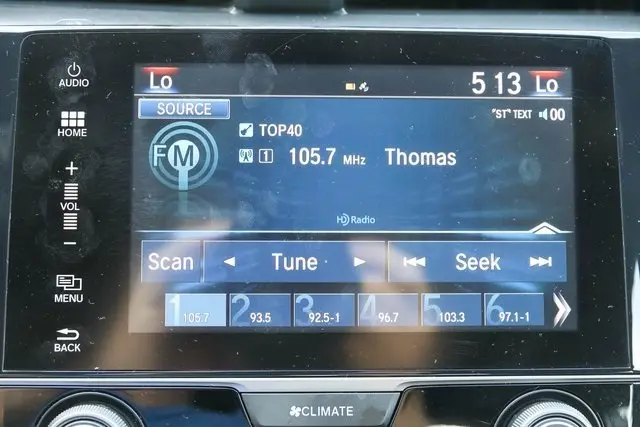 AUDIO
HOME
+
VOL
−
MENU
BACK
Lo 5 13 Lo
SOURCE "ST" TEXT 00
TOP40
FM 1 105.7 MHz Thomas
HD Radio
Scan Tune Seek
1 105.7 2 93.5 3 92.5-1 4 96.7 5 103.3 6 97.1-1
CLIMATE